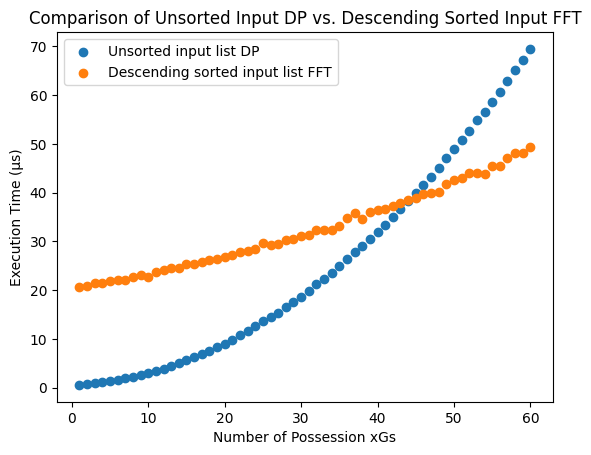 Comparison of Unsorted Input DP vs. Descending Sorted Input FFT
Unsorted input list DP
Descending sorted input list FFT
Execution Time (μs)
70
60
50
40
30
20
10
0
0 10 20 30 40 50 60
Number of Possession xGs